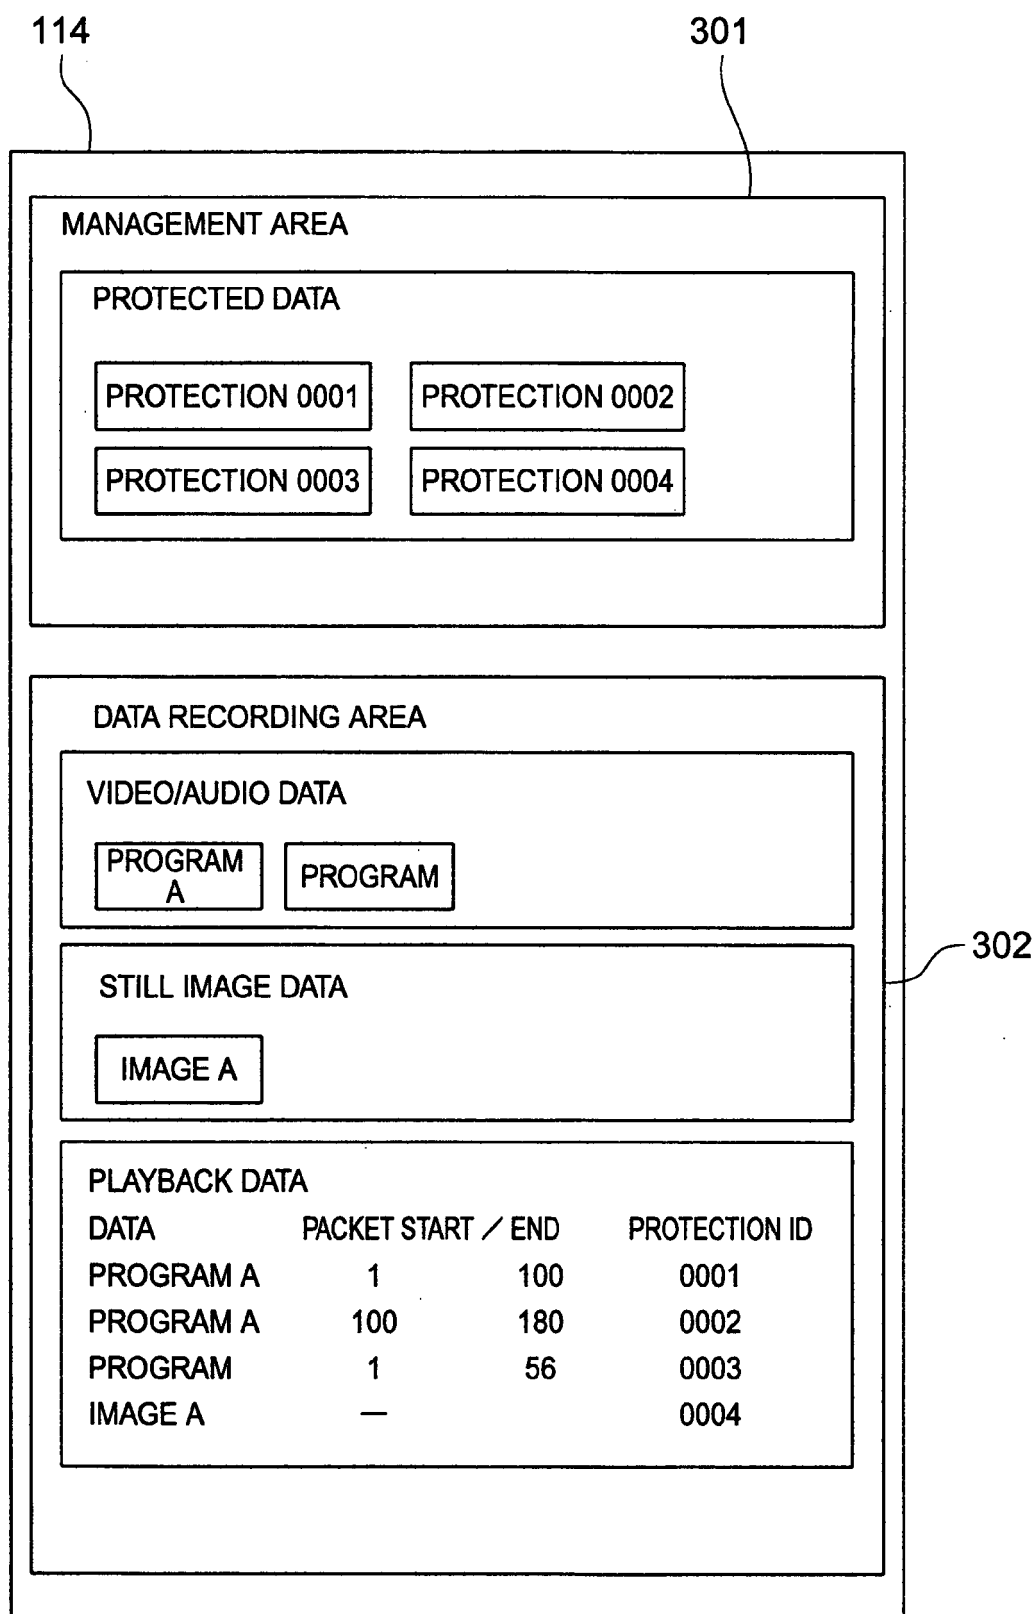 114 301
MANAGEMENT AREA
PROTECTED DATA
PROTECTION 0001 PROTECTION 0002
PROTECTION 0003 PROTECTION 0004
DATA RECORDING AREA
VIDEO/AUDIO DATA
PROGRAM
A
PROGRAM
302
STILL IMAGE DATA
IMAGE A
PLAYBACK DATA
DATA PACKET START / END PROTECTION ID
PROGRAM A 1 100 0001
PROGRAM A 100 180 0002
PROGRAM 1 56 0003
IMAGE A — 0004